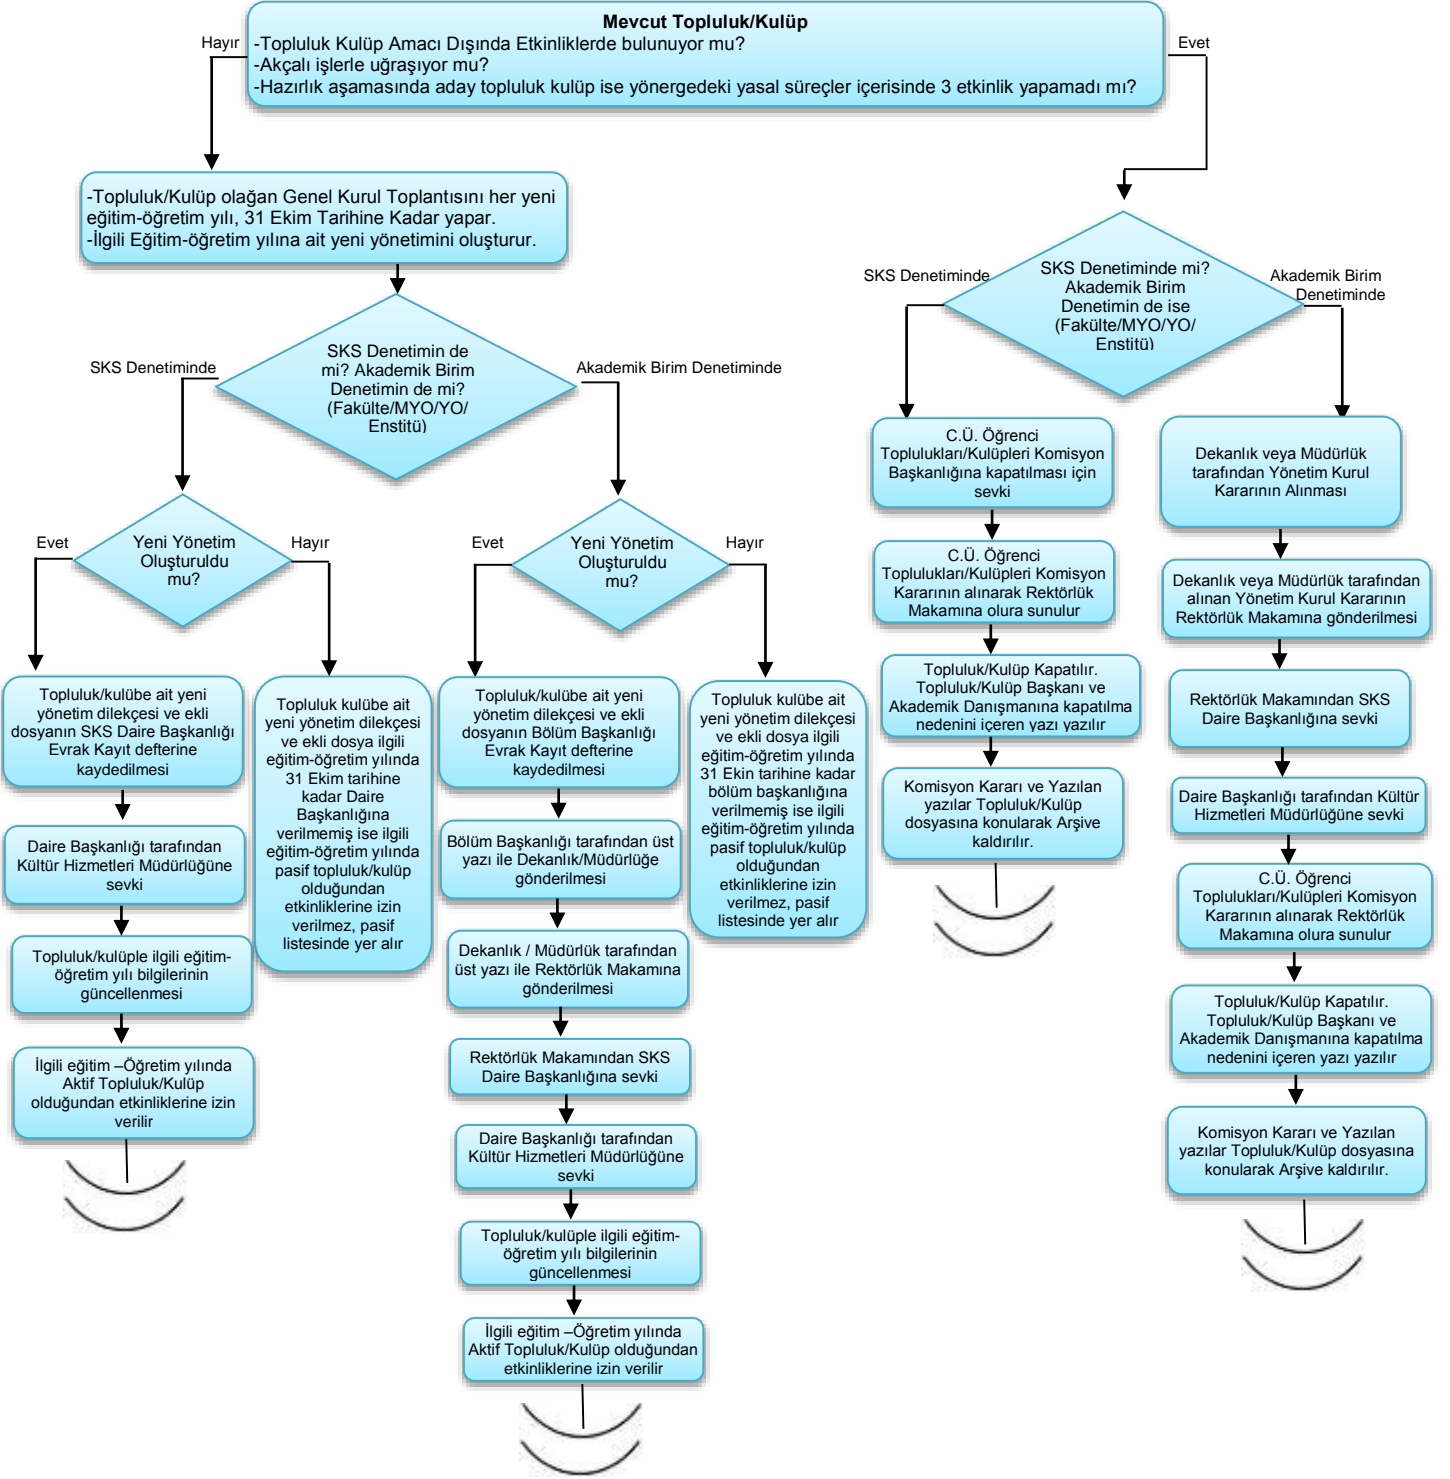 Mevcut Topluluk/Kulüp
-Topluluk Kulüp Amacı Dışında Etkinliklerde bulunuyor mu?
-Akçalı işlerle uğraşıyor mu?
-Hazırlık aşamasında aday topluluk kulüp ise yönergedeki yasal süreçler içerisinde 3 etkinlik yapamadı mı?
Hayır
Evet
-Topluluk/Kulüp olağan Genel Kurul Toplantısını her yeni
eğitim-öğretim yılı, 31 Ekim Tarihine Kadar yapar.
-İlgili Eğitim-öğretim yılına ait yeni yönetimini oluşturur.
SKS Denetiminde
SKS Denetimin de
mi? Akademik Birim
Denetimin de mi?
(Fakülte/MYO/YO/
Enstitü)
Akademik Birim Denetiminde
Evet
Yeni Yönetim
Oluşturuldu
mu?
Hayır
Topluluk/kulübe ait yeni
yönetim dilekçesi ve ekli
dosyanın SKS Daire Başkanlığı
Evrak Kayıt defterine
kaydedilmesi
Daire Başkanlığı tarafından
Kültür Hizmetleri Müdürlüğüne
sevki
Topluluk/kulüple ilgili eğitim-
öğretim yılı bilgilerinin
güncellenmesi
İlgili eğitim –Öğretim yılında
Aktif Topluluk/Kulüp
olduğundan etkinliklerine izin
verilir
Topluluk kulübe ait
yeni yönetim dilekçesi
ve ekli dosya ilgili
eğitim-öğretim yılında
31 Ekim tarihine
kadar Daire
Başkanlığına
verilmemiş ise ilgili
eğitim-öğretim yılında
pasif topluluk/kulüp
olduğundan
etkinliklerine izin
verilmez, pasif
listesinde yer alır
Evet
Yeni Yönetim
Oluşturuldu
mu?
Hayır
Topluluk/kulübe ait yeni
yönetim dilekçesi ve ekli
dosyanın Bölüm Başkanlığı
Evrak Kayıt defterine
kaydedilmesi
Bölüm Başkanlığı tarafından üst
yazı ile Dekanlık/Müdürlüğe
gönderilmesi
Dekanlık / Müdürlük tarafından
üst yazı ile Rektörlük Makamına
gönderilmesi
Rektörlük Makamından SKS
Daire Başkanlığına sevki
Daire Başkanlığı tarafından
Kültür Hizmetleri Müdürlüğüne
sevki
Topluluk/kulüple ilgili eğitim-
öğretim yılı bilgilerinin
güncellenmesi
İlgili eğitim –Öğretim yılında
Aktif Topluluk/Kulüp olduğundan
etkinliklerine izin verilir
Topluluk kulübe ait
yeni yönetim dilekçesi
ve ekli dosya ilgili
eğitim-öğretim yılında
31 Ekin tarihine kadar
bölüm başkanlığına
verilmemiş ise ilgili
eğitim-öğretim yılında
pasif topluluk/kulüp
olduğundan
etkinliklerine izin
verilmez, pasif
listesinde yer alır
SKS Denetiminde
SKS Denetiminde mi?
Akademik Birim
Denetimin de ise
(Fakülte/MYO/YO/
Enstitü)
Akademik Birim
Denetiminde
C.Ü. Öğrenci
Toplulukları/Kulüpleri Komisyon
Başkanlığına kapatılması için
sevki
C.Ü. Öğrenci
Toplulukları/Kulüpleri Komisyon
Kararının alınarak Rektörlük
Makamına olura sunulur
Topluluk/Kulüp Kapatılır.
Topluluk/Kulüp Başkanı ve
Akademik Danışmanına kapatılma
nedenini içeren yazı yazılır
Komisyon Kararı ve Yazılan
yazılar Topluluk/Kulüp
dosyasına konularak Arşive
kaldırılır.
Dekanlık veya Müdürlük
tarafından Yönetim Kurul
Kararının Alınması
Dekanlık veya Müdürlük tarafından
alınan Yönetim Kurul Kararının
Rektörlük Makamına gönderilmesi
Rektörlük Makamından SKS
Daire Başkanlığına sevki
Daire Başkanlığı tarafından Kültür
Hizmetleri Müdürlüğüne sevki
C.Ü. Öğrenci
Toplulukları/Kulüpleri Komisyon
Kararının alınarak Rektörlük
Makamına olura sunulur
Topluluk/Kulüp Kapatılır.
Topluluk/Kulüp Başkanı ve
Akademik Danışmanına kapatılma
nedenini içeren yazı yazılır
Komisyon Kararı ve Yazılan
yazılar Topluluk/Kulüp dosyasına
konularak Arşive kaldırılır.